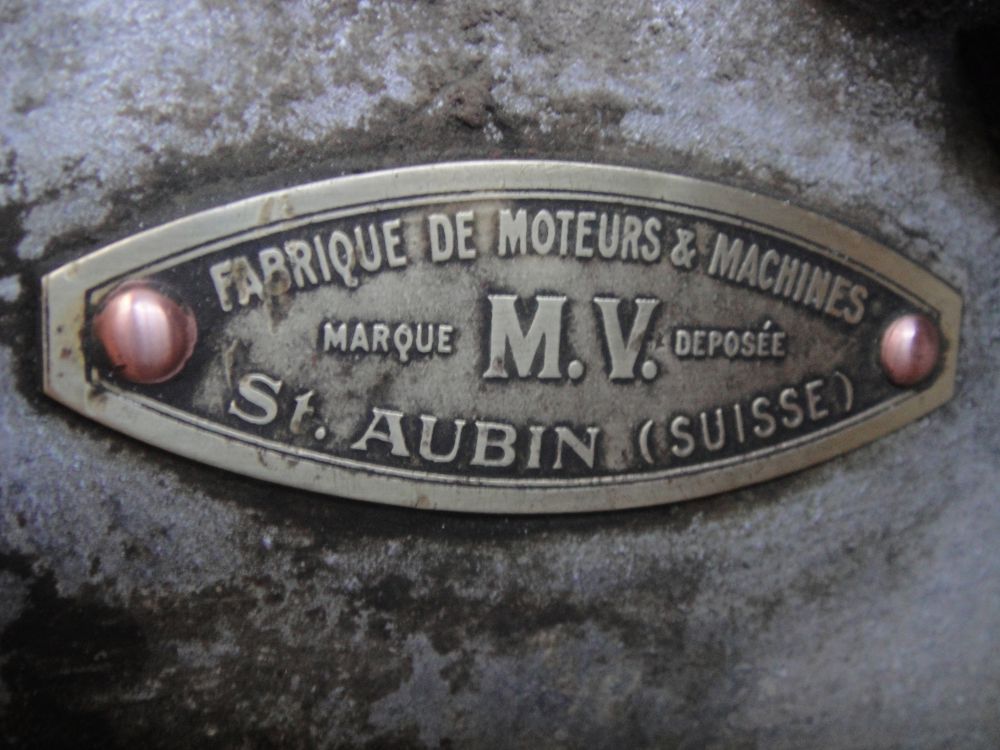 FABRIQUE DE MOTEURS & MACHINES
MARQUE M.V. DEPOSÉE
St. AUBIN (SUISSE)